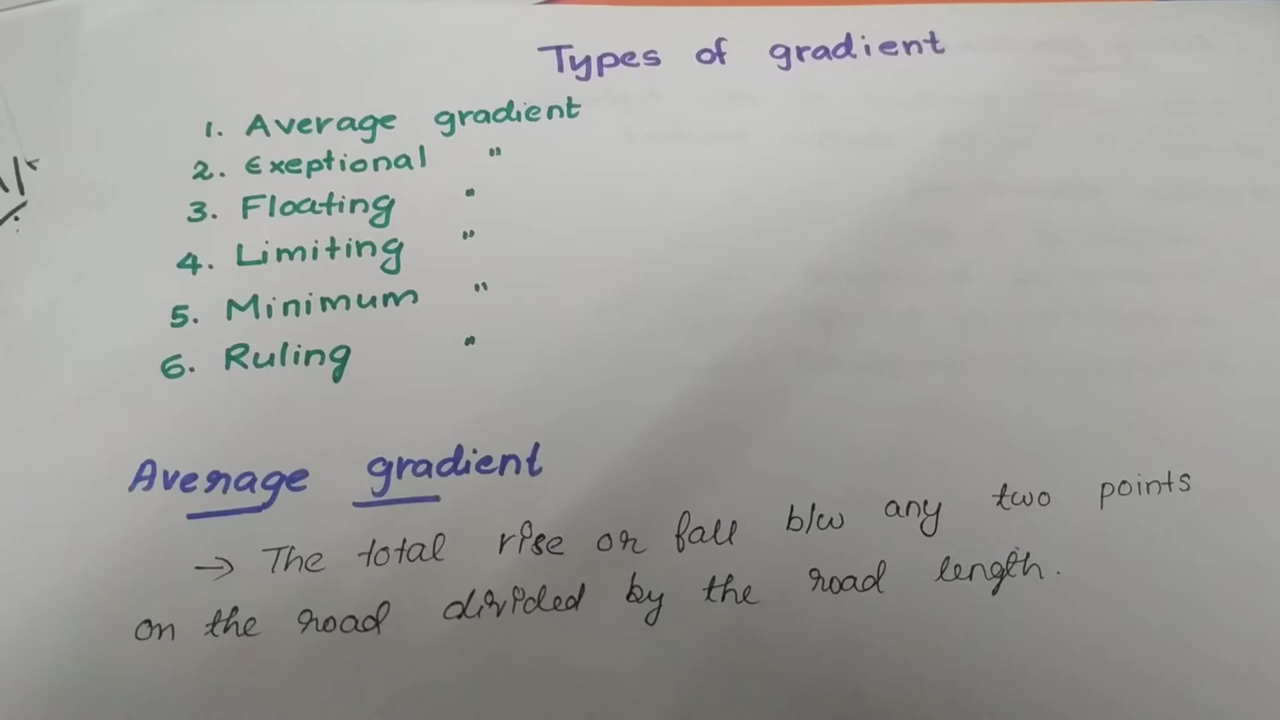 Types of gradient
1. Average gradient
2. Exeptional "
3. Floating "
4. Limiting "
5. Minimum "
6. Ruling "
Average gradient
→ The total rise or fall b/w any two points
on the road divided by the road length.